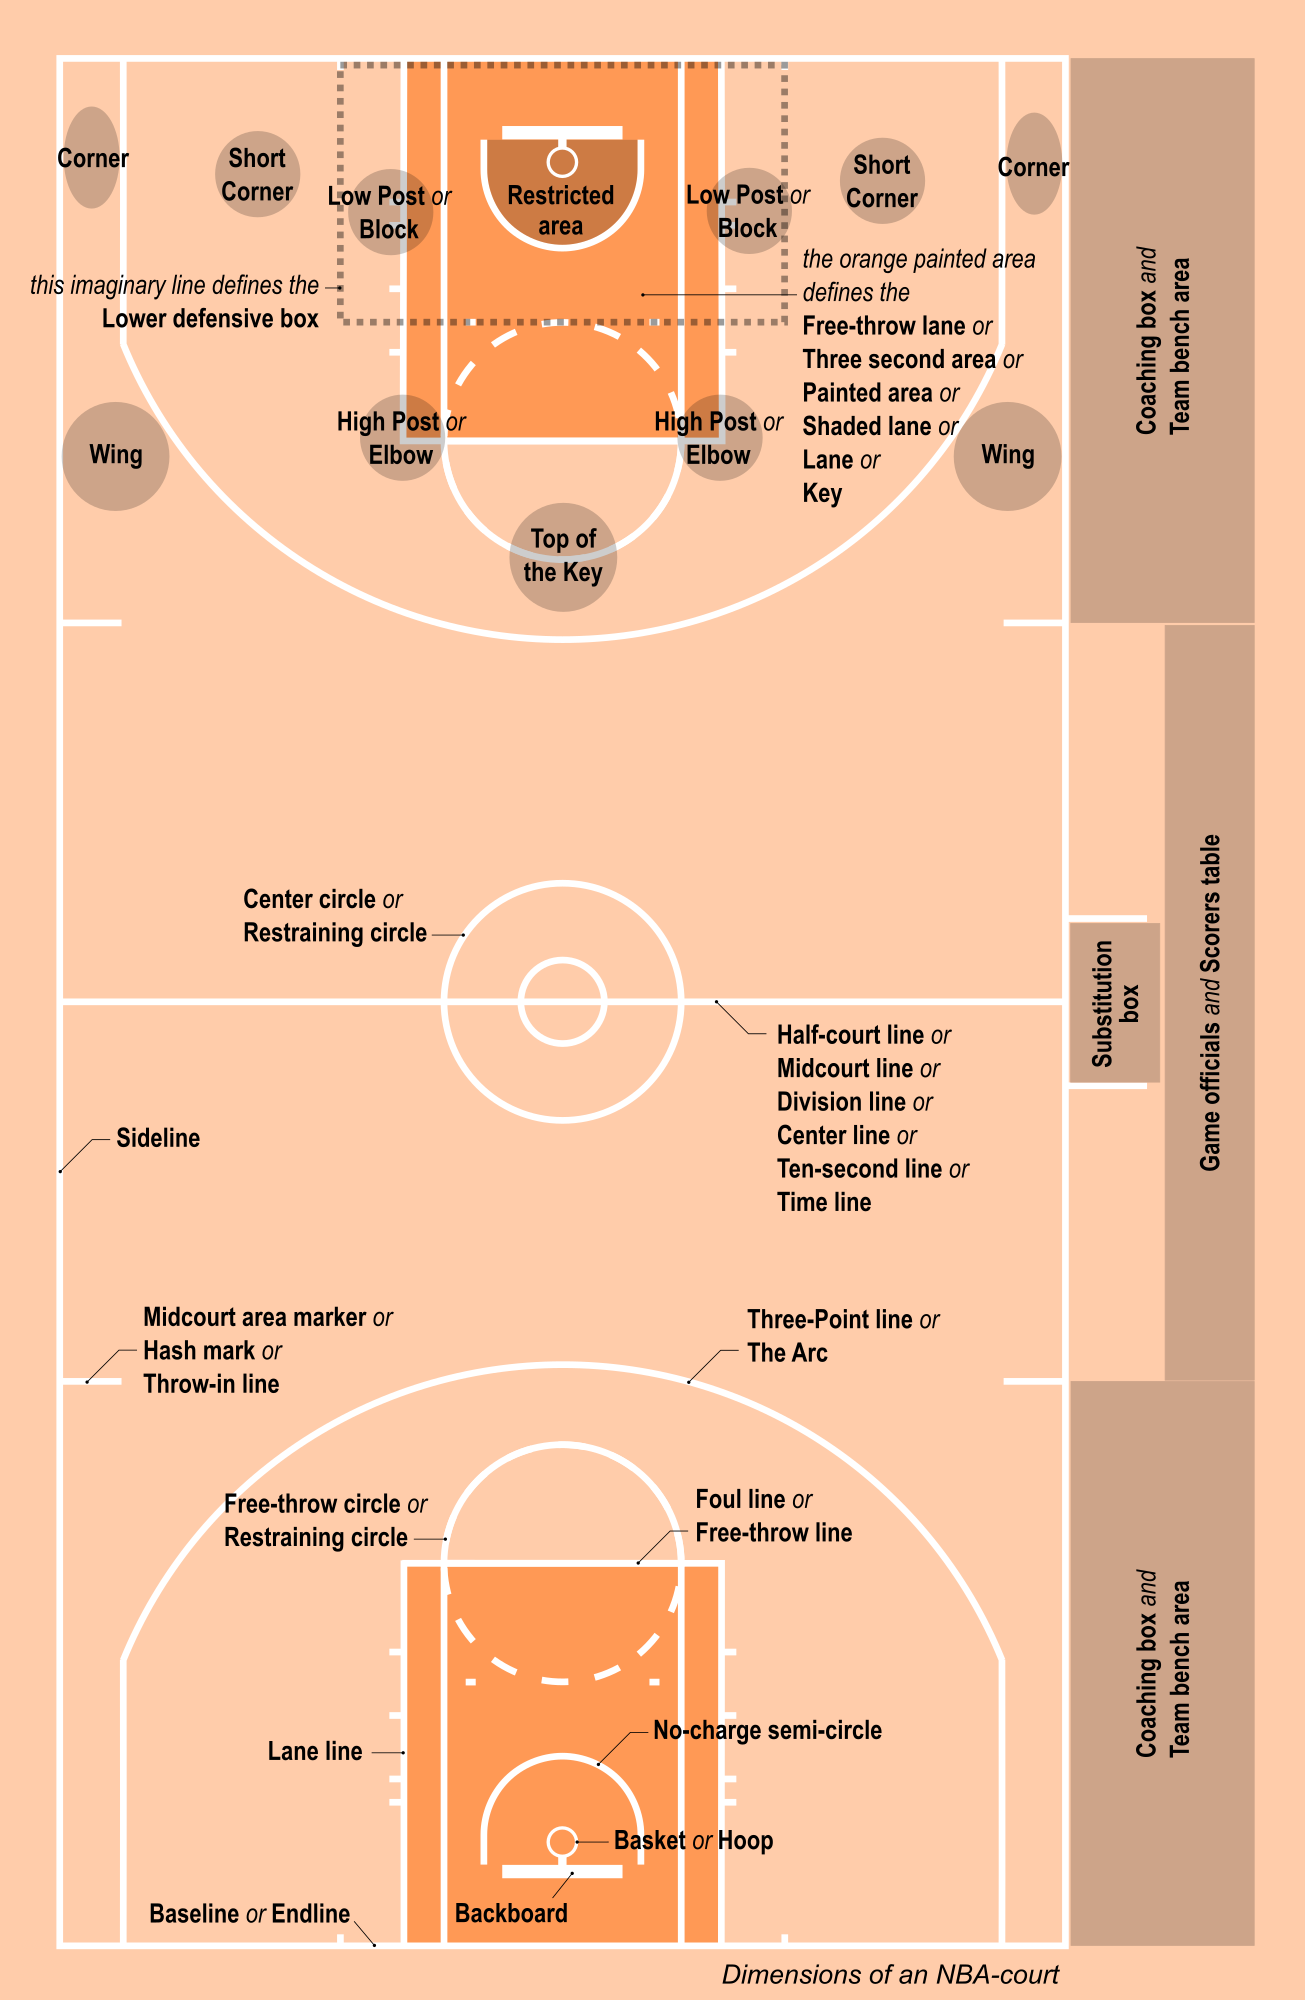 Corner
Short
Corner
Low Post or
Block
Restricted
area
Low Post or
Block
Short
Corner
Corner
this imaginary line defines the
Lower defensive box
the orange painted area
defines the
Free-throw lane or
Three second area or
Painted area or
Shaded lane or
Lane or
Key
Coaching box and
Team bench area
Wing
High Post or
Elbow
High Post or
Elbow
Wing
Top of
the Key
Center circle or
Restraining circle
Substitution
box
Game officials and Scorers table
Half-court line or
Midcourt line or
Division line or
Center line or
Ten-second line or
Time line
Sideline
Midcourt area marker or
Hash mark or
Throw-in line
Three-Point line or
The Arc
Free-throw circle or
Restraining circle
Foul line or
Free-throw line
Coaching box and
Team bench area
No-charge semi-circle
Lane line
Basket or Hoop
Baseline or Endline
Backboard
Dimensions of an NBA-court